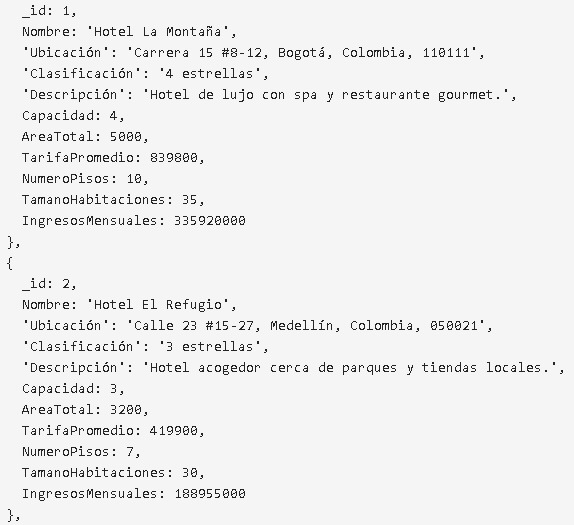 _id: 1,
Nombre: 'Hotel La Montaña',
'Ubicación': 'Carrera 15 #8-12, Bogotá, Colombia, 110111',
'Clasificación': '4 estrellas',
'Descripción': 'Hotel de lujo con spa y restaurante gourmet.',
Capacidad: 4,
AreaTotal: 5000,
TarifaPromedio: 839800,
NumeroPisos: 10,
TamanoHabitaciones: 35,
IngresosMensuales: 335920000
},
{
_id: 2,
Nombre: 'Hotel El Refugio',
'Ubicación': 'Calle 23 #15-27, Medellín, Colombia, 050021',
'Clasificación': '3 estrellas',
'Descripción': 'Hotel acogedor cerca de parques y tiendas locales.',
Capacidad: 3,
AreaTotal: 3200,
TarifaPromedio: 419900,
NumeroPisos: 7,
TamanoHabitaciones: 30,
IngresosMensuales: 188955000
},